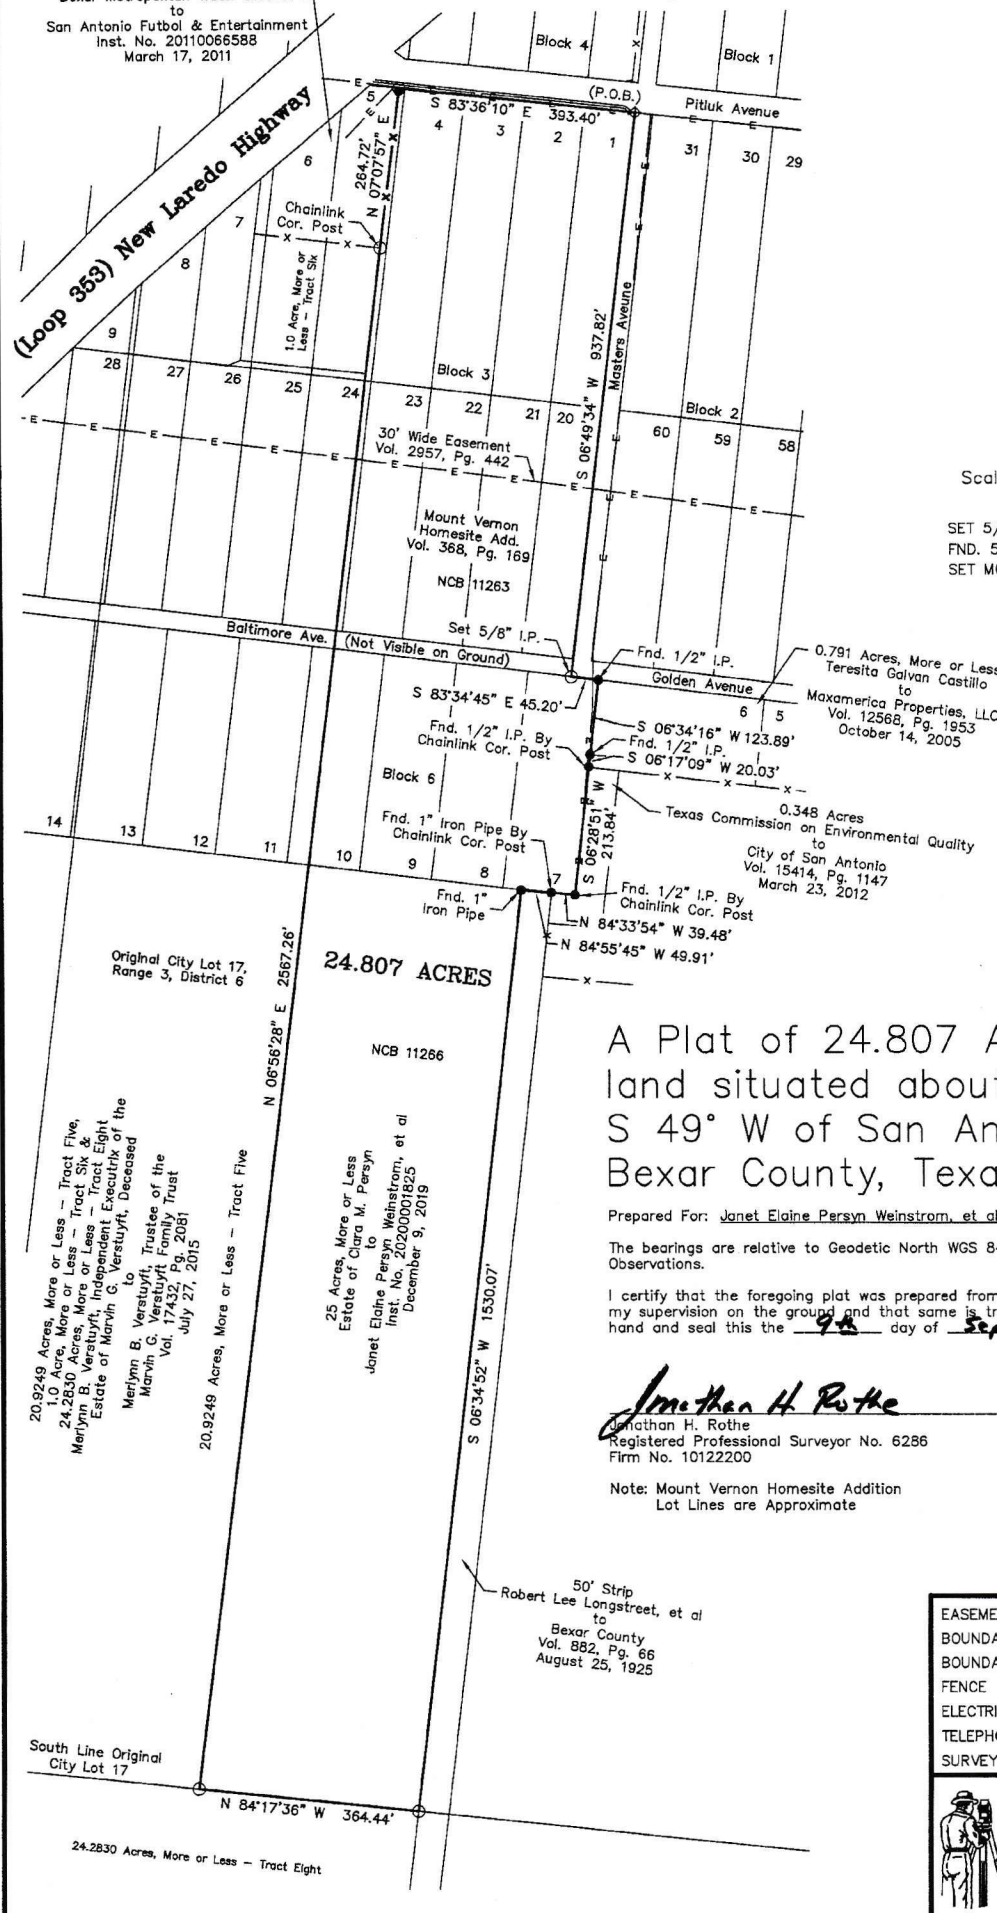 to
San Antonio Futbol & Entertainment
Inst. No. 20110066588
March 17, 2011
Block 4
Block 1
(P.O.B.)
Pitluk Avenue
S 83°36'10" E 393.40'
5
4
3
2
1
31
30
29
6
7
8
9
264.72'
N 07°07'57" E
(Loop 353) New Laredo Highway
Chainlink
Cor. Post
1.0 Acre, More or
Less - Tract Six
S 06°49'34" W 937.82'
Masters Aveune
Block 3
Block 2
28
27
26
25
24
23
22
21
20
60
59
58
30' Wide Easement
Vol. 2957, Pg. 442
Mount Vernon
Homesite Add.
Vol. 368, Pg. 169
NCB 11263
SET 5/
FND. 5
Baltimore Ave. (Not Visible on Ground)
Set 5/8" I.P.
Fnd. 1/2" I.P.
Golden Avenue
0.791 Acres, More or Less
Teresita Galvan Castillo
to
Maxamerica Properties, LLC
Vol. 12568, Pg. 1953
October 14, 2005
S 83°34'45" E 45.20'
6
5
S 06°34'16" W 123.89'
Fnd. 1/2" I.P. By
Chainlink Cor. Post
Fnd. 1/2" I.P.
S 06°17'09" W 20.03'
Block 6
S 06°28'51" W
213.84'
0.348 Acres
Texas Commission on Environmental Quality
to
City of San Antonio
Vol. 15414, Pg. 1147
March 23, 2012
14
13
12
11
10
9
8
7
Fnd. 1" Iron Pipe By
Chainlink Cor. Post
Fnd. 1"
Iron Pipe
Fnd. 1/2" I.P. By
Chainlink Cor. Post
N 84°33'54" W 39.48'
N 84°55'45" W 49.91'
Original City Lot 17,
Range 3, District 6
24.807 ACRES
NCB 11266
N 06°56'28" E 2567.26'
20.9249 Acres, More or Less - Tract Five,
1.0 Acre, More or Less - Tract Six &
24.2830 Acres, More or Less - Tract Eight
Merlynn B. Verstuyft, Independent Executrix of the
Estate of Marvin G. Verstuyft, Deceased
to
Merlynn B. Verstuyft, Trustee of the
Marvin G. Verstuyft Family Trust
Vol. 17432, Pg. 2081
July 27, 2015
20.9249 Acres, More or Less - Tract Five
25 Acres, More or Less
Estate of Clara M. Persyn
to
Janet Elaine Persyn Weinstrom, et al
Inst. No. 20200001825
December 9, 2019
S 06°34'52" W 1530.07'
A Plat of 24.807 A
land situated about
S 49° W of San An
Bexar County, Texa
Prepared For: Janet Elaine Persyn Weinstrom, et al
The bearings are relative to Geodetic North WGS 8
Observations.
I certify that the foregoing plat was prepared from
my supervision on the ground and that same is tr
hand and seal this the 9th day of Sep
Jonathan H. Rothe
Jonathan H. Rothe
Registered Professional Surveyor No. 6286
Firm No. 10122200
Note: Mount Vernon Homesite Addition
Lot Lines are Approximate
50' Strip
Robert Lee Longstreet, et al
to
Bexar County
Vol. 882, Pg. 66
August 25, 1925
EASEME
BOUNDA
BOUNDA
FENCE
ELECTRI
TELEPH
SURVEY
South Line Original
City Lot 17
N 84°17'36" W 364.44'
24.2830 Acres, More or Less - Tract Eight